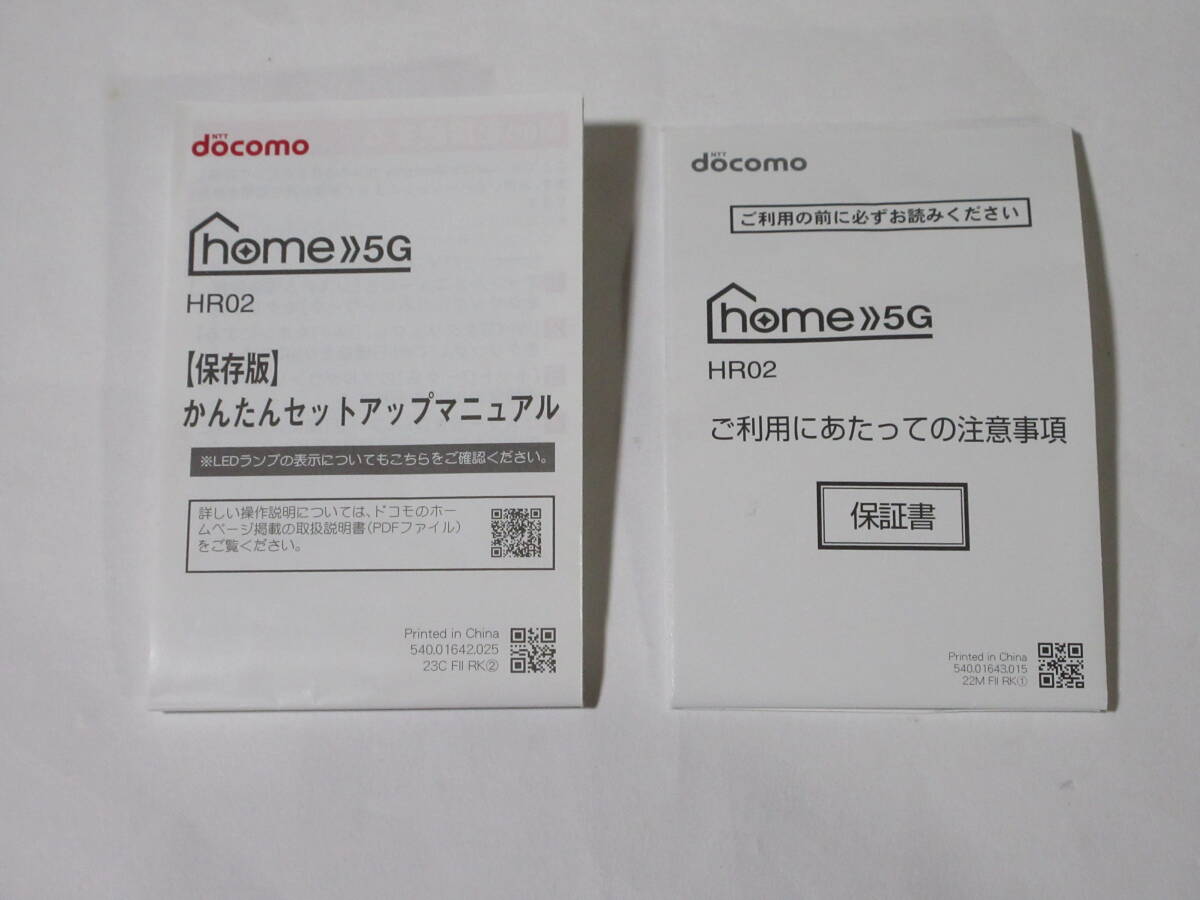 NTT
döcomo
home 5G
HR02
【保存版】
かんたんセットアップマニュアル
※LEDランプの表示についてもこちらをご確認ください。
詳しい操作説明については、ドコモのホー
ムページ掲載の取扱説明書(PDFファイル)
をご覧ください。
Printed in China
540.01642.025
23C FII RK②
NTT
döcomo
ご利用の前に必ずお読みください
home 5G
HR02
ご利用にあたっての注意事項
保証書
Printed in China
540.01643.015
22M FII RK①